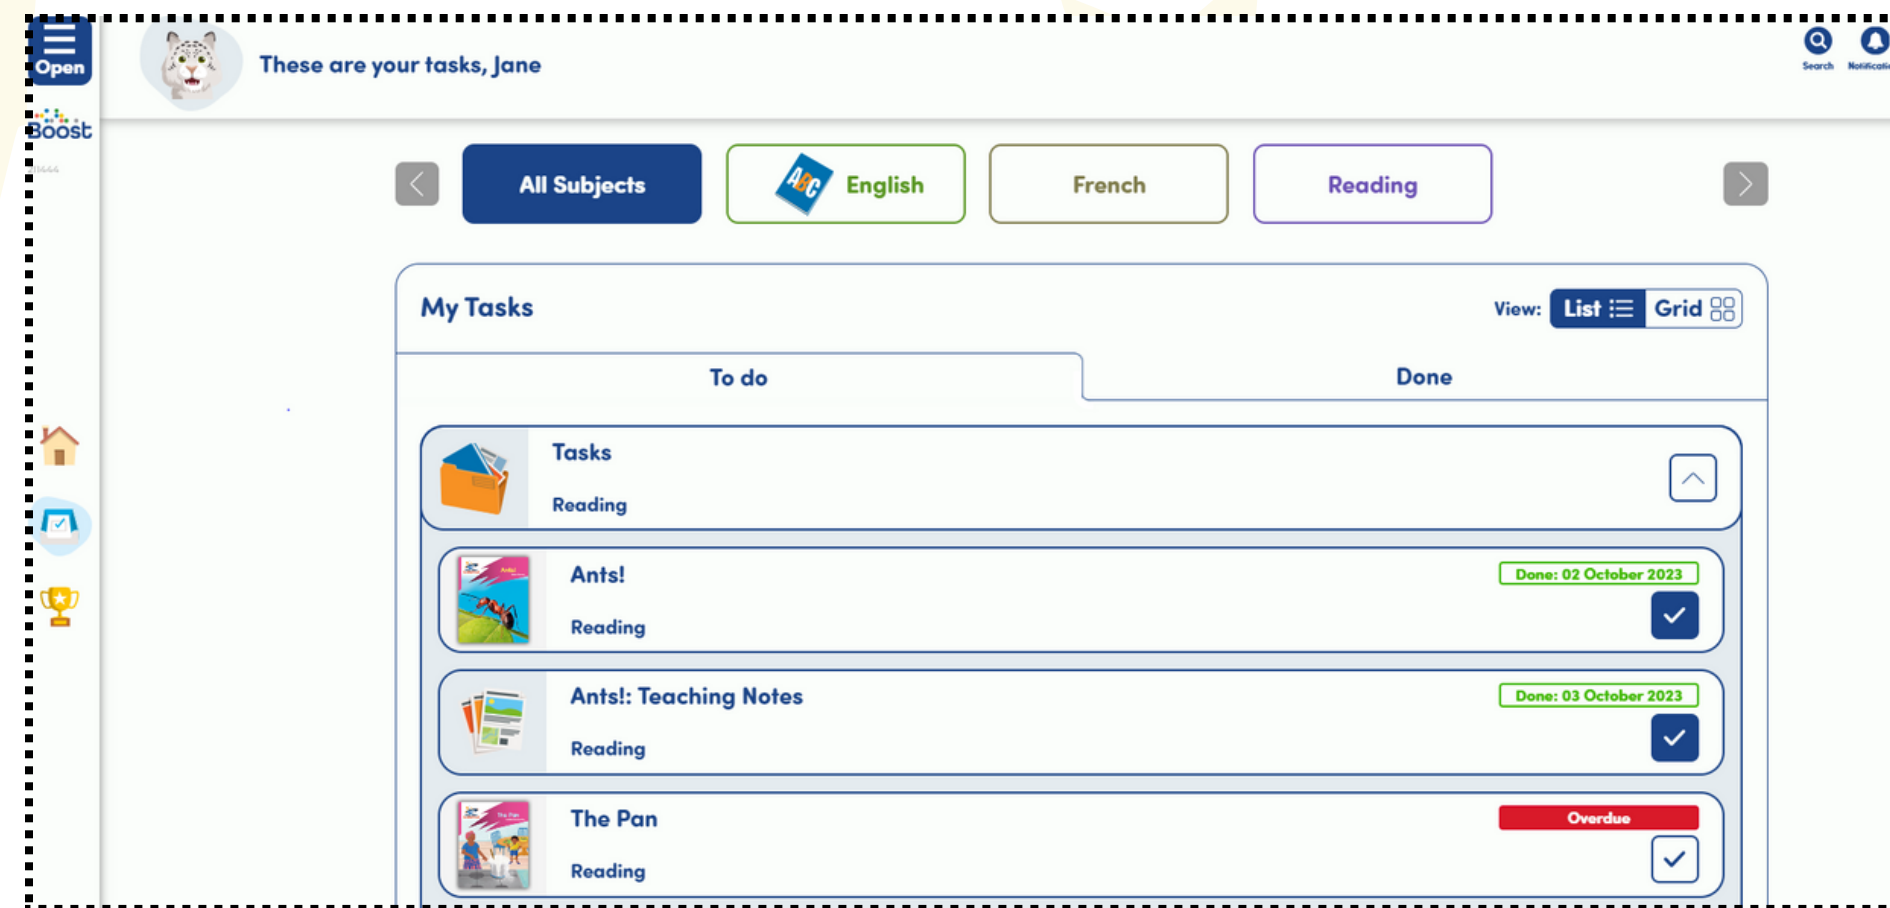 Open
These are your tasks, Jane
Search
Boost
All Subjects
ABC
English
French
Reading
My Tasks
View: List Grid
To do
Done
Tasks
Reading
Ants!
Done: 02 October 2023
Reading
Ants!: Teaching Notes
Done: 03 October 2023
Reading
The Pan
Overdue
Reading